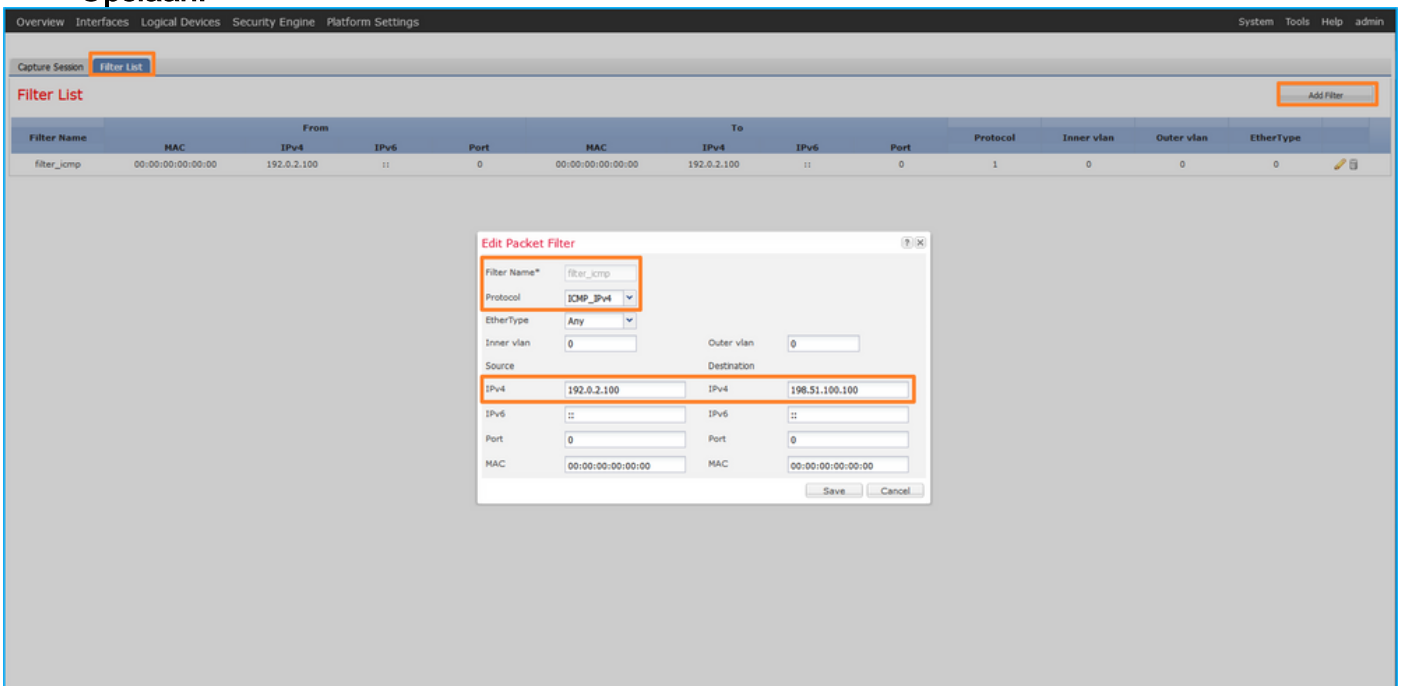 Overview Interfaces Logical Devices Security Engine Platform Settings System Tools Help admin
Capture Session Filter List
Filter List Add Filter
Filter Name From To Protocol Inner vlan Outer vlan EtherType
MAC IPv4 IPv6 Port MAC IPv4 IPv6 Port
filter_icmp 00:00:00:00:00:00 192.0.2.100 :: 0 00:00:00:00:00:00 192.0.2.100 :: 0 1 0 0 0
Edit Packet Filter
Filter Name* filter_icmp
Protocol ICMP_IPv4
EtherType Any
Inner vlan 0 Outer vlan 0
Source Destination
IPv4 192.0.2.100 IPv4 198.51.100.100
IPv6 :: IPv6 ::
Port 0 Port 0
MAC 00:00:00:00:00:00 MAC 00:00:00:00:00:00
Save Cancel